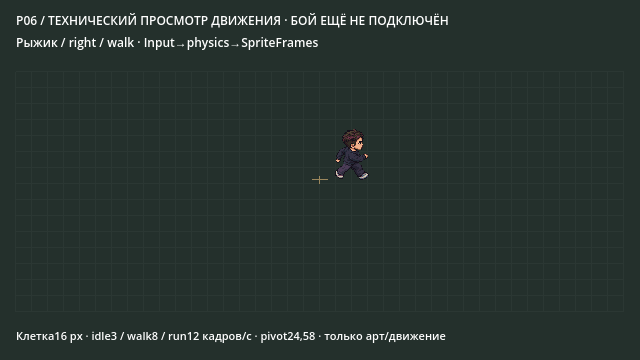 P06 / ТЕХНИЧЕСКИЙ ПРОСМОТР ДВИЖЕНИЯ · БОЙ ЕЩЁ НЕ ПОДКЛЮЧЁН
Рыжик / right / walk · Input→physics→SpriteFrames
Клетка16 px · idle3 / walk8 / run12 кадров/с · pivot24,58 · только арт/движение